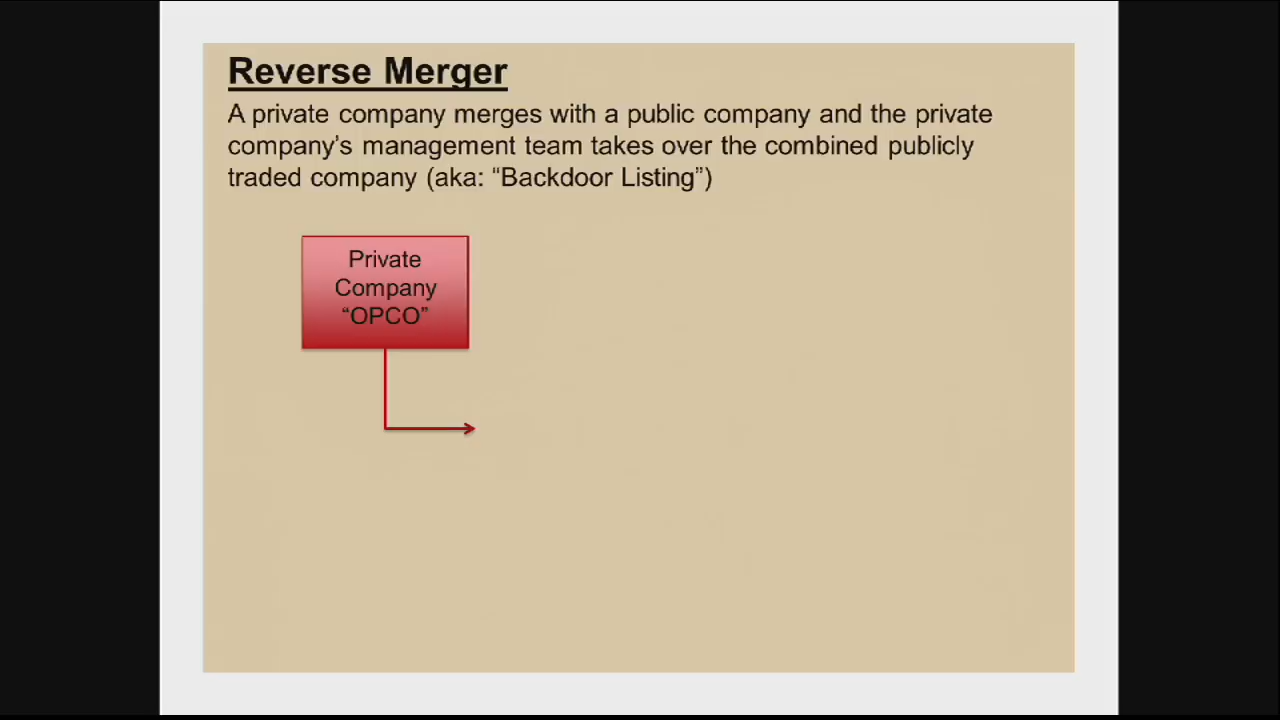 Reverse Merger
A private company merges with a public company and the private
company’s management team takes over the combined publicly
traded company (aka: “Backdoor Listing”)
Private
Company
“OPCO”